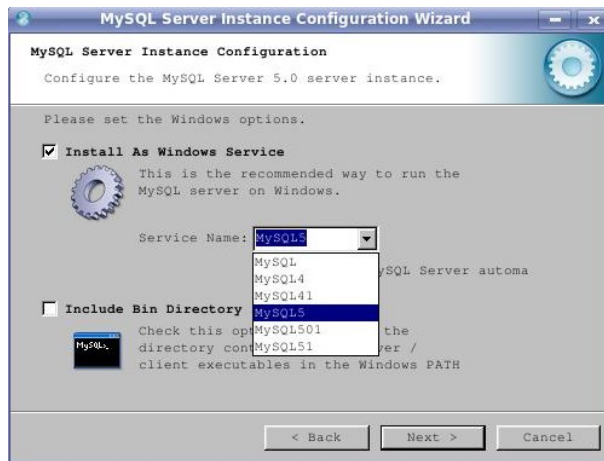 MySQL Server Instance Configuration Wizard
MySQL Server Instance Configuration
Configure the MySQL Server 5.0 server instance.
Please set the Windows options.
Install As Windows Service
This is the recommended way to run the
MySQL server on Windows.
Service Name: MySQL5
MySQL
ySQL Server automa
MySQL4
MySQL41
MySQL5
MySQL501
MySQL51
Include Bin Directory
Check this op the
directory con ver /
client executables in the Windows PATH
MySQL>_
< Back Next > Cancel